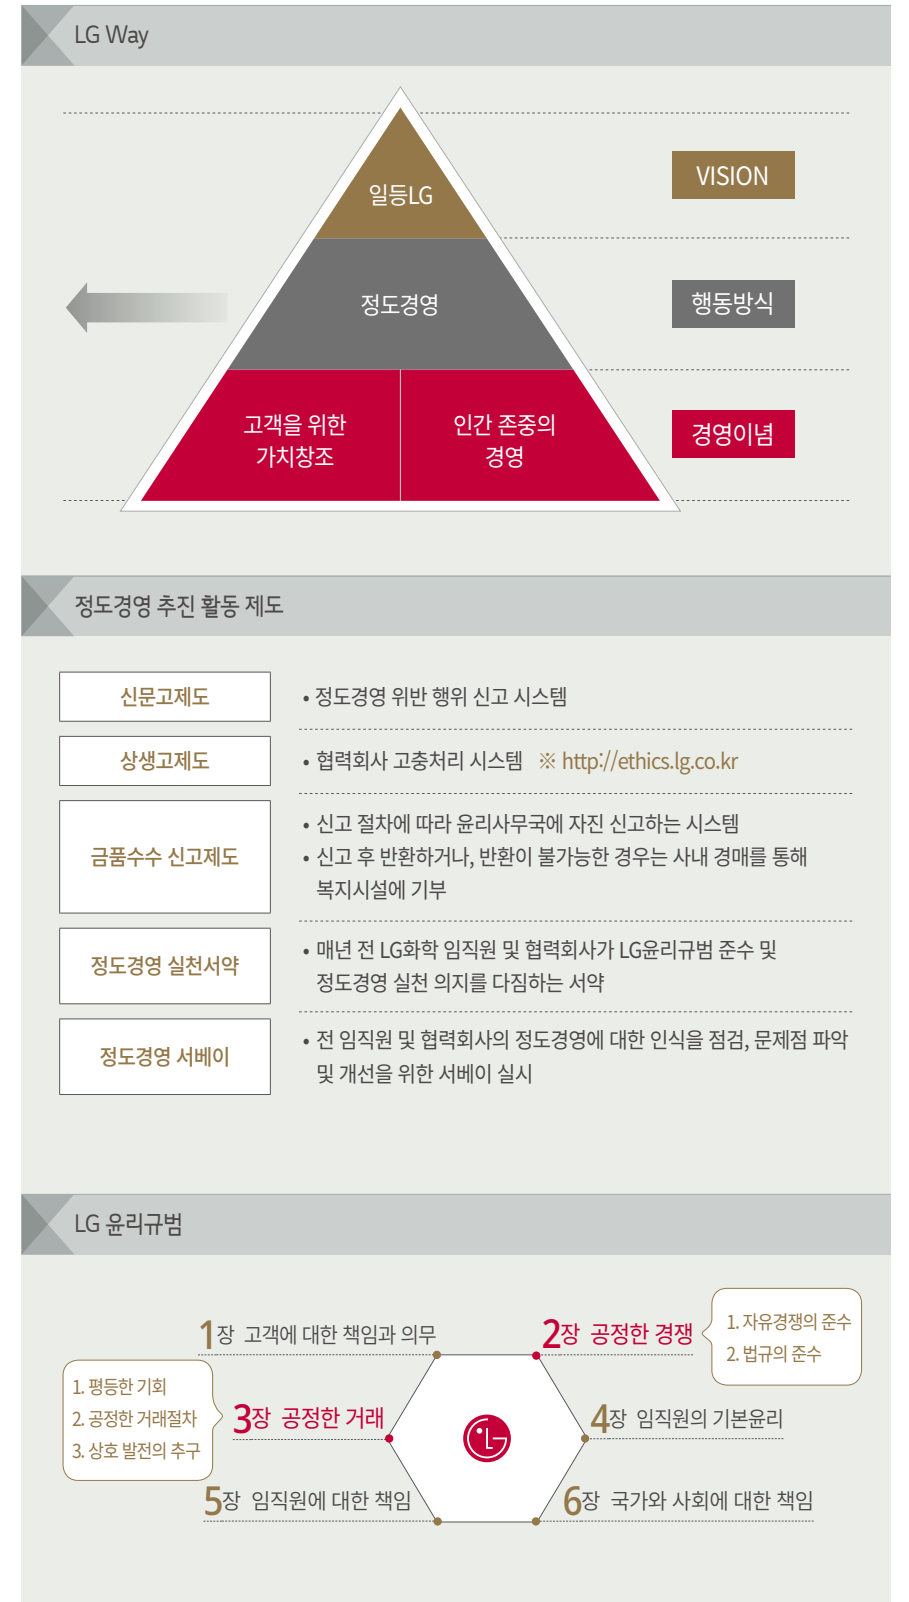 LG Way
일등LG
VISION
정도경영
행동방식
고객을 위한
가치창조
인간 존중의
경영
경영이념
정도경영 추진 활동 제도
신문고제도
• 정도경영 위반 행위 신고 시스템
상생고제도
• 협력회사 고충처리 시스템 ※ http://ethics.lg.co.kr
금품수수 신고제도
• 신고 절차에 따라 윤리사무국에 자진 신고하는 시스템
• 신고 후 반환하거나, 반환이 불가능한 경우는 사내 경매를 통해
복지시설에 기부
정도경영 실천서약
• 매년 전 LG화학 임직원 및 협력회사가 LG윤리규범 준수 및
정도경영 실천 의지를 다짐하는 서약
정도경영 서베이
• 전 임직원 및 협력회사의 정도경영에 대한 인식을 점검, 문제점 파악
및 개선을 위한 서베이 실시
LG 윤리규범
1장 고객에 대한 책임과 의무
2장 공정한 경쟁
1. 자유경쟁의 준수
2. 법규의 준수
1. 평등한 기회
2. 공정한 거래절차
3. 상호 발전의 추구
3장 공정한 거래
4장 임직원의 기본윤리
5장 임직원에 대한 책임
6장 국가와 사회에 대한 책임